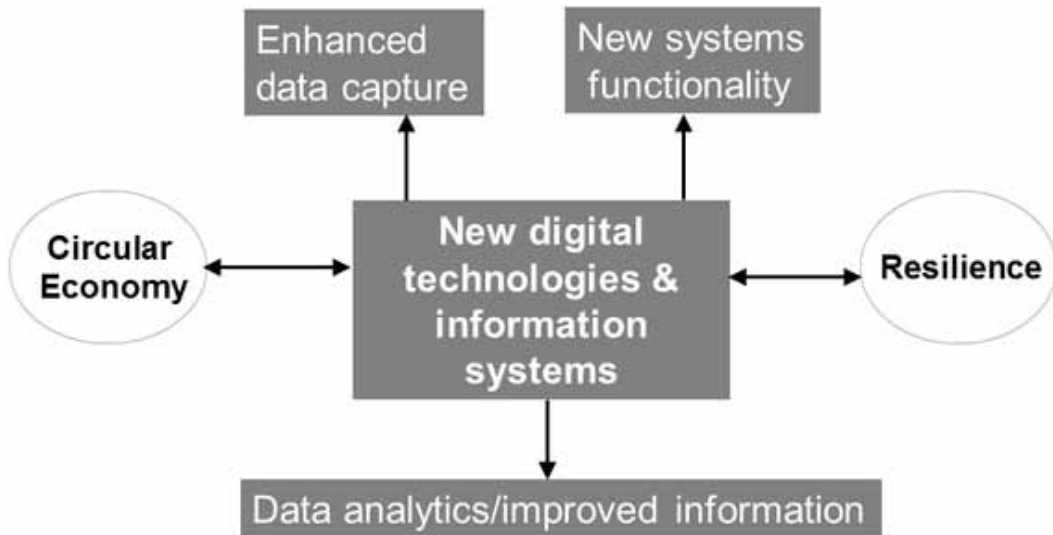 Enhanced
data capture
New systems
functionality
Circular
Economy
New digital
technologies &
information
systems
Resilience
Data analytics/improved information